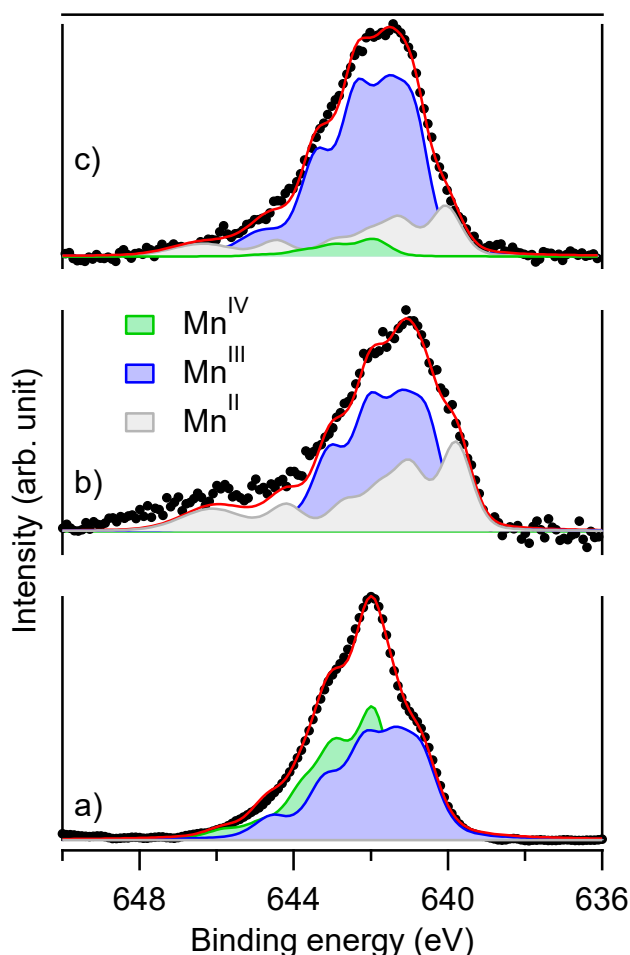 c)
Mn^IV
Mn^III
Mn^II
b)
a)
Intensity (arb. unit)
648 644 640 636
Binding energy (eV)